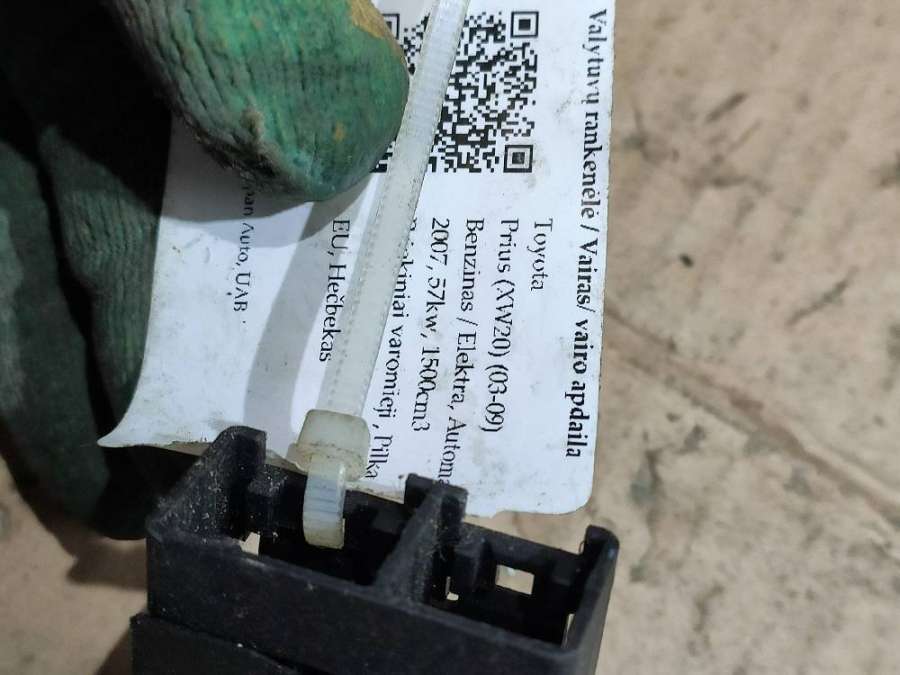 Valytuvų rankenėlė / Vairas/ vairo apdaila
Toyota
Prius (XW20) (03-09)
Benzinas / Elektra,
2007, 57kw, 1500cm3
varomieji , Pilka
EU, Hečbekas
Auto, UAB